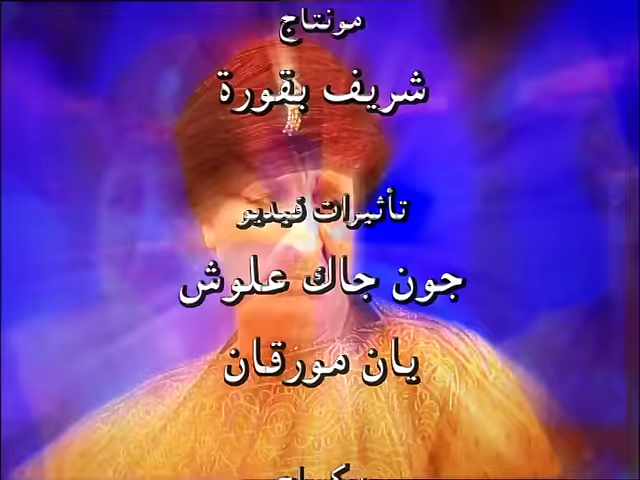 مونتاج
شريف بقورة
تأثيرات فيديو
جون جاك علوش
يان مورقان